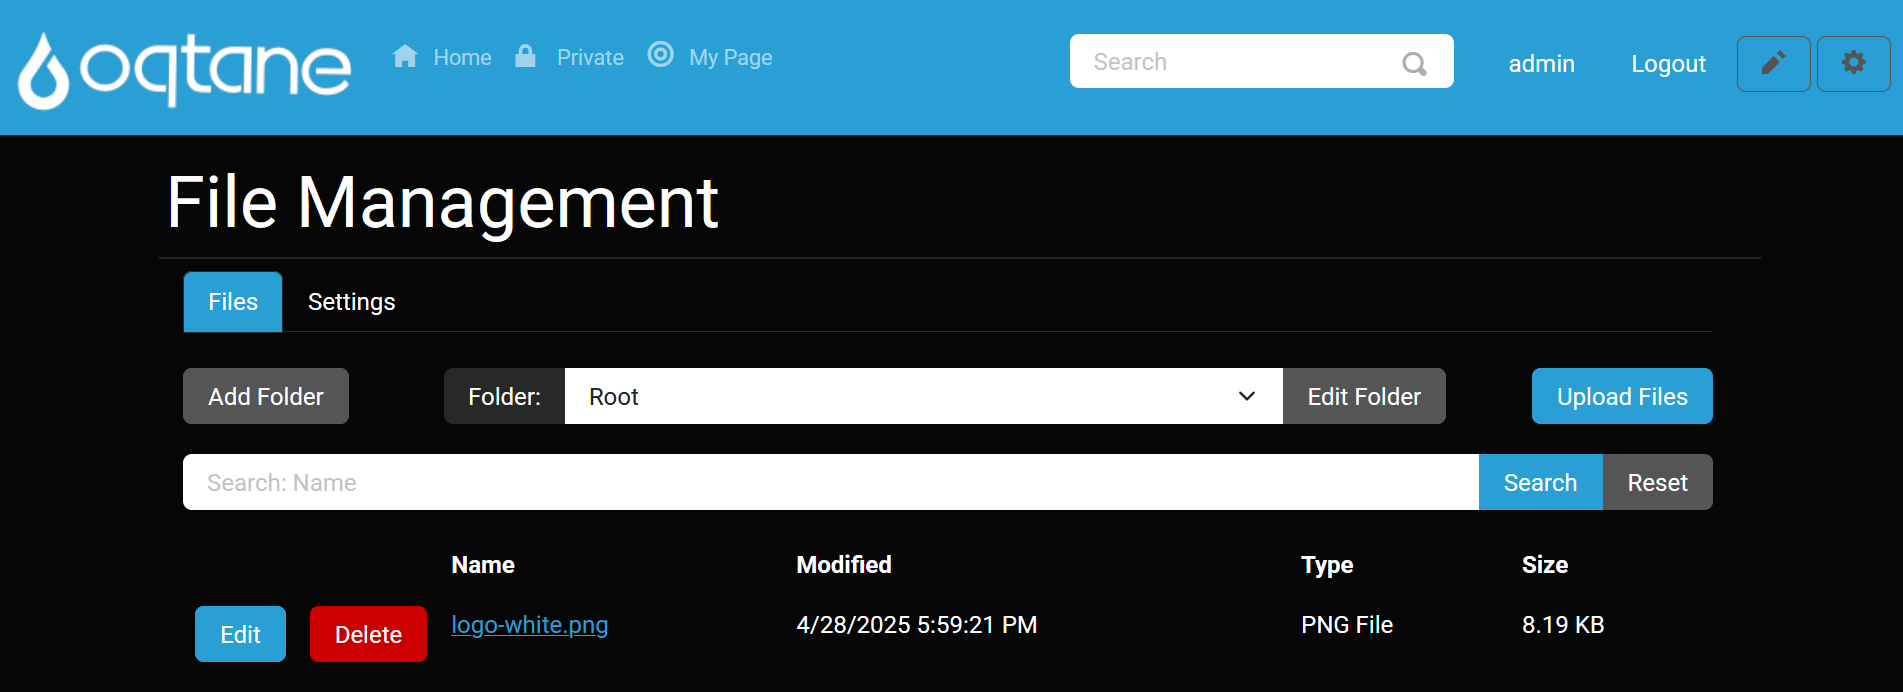 oqtane Home Private My Page Search admin Logout
File Management
Files Settings
Add Folder Folder: Root Edit Folder Upload Files
Search: Name Search Reset
Name Modified Type Size
Edit Delete logo-white.png 4/28/2025 5:59:21 PM PNG File 8.19 KB